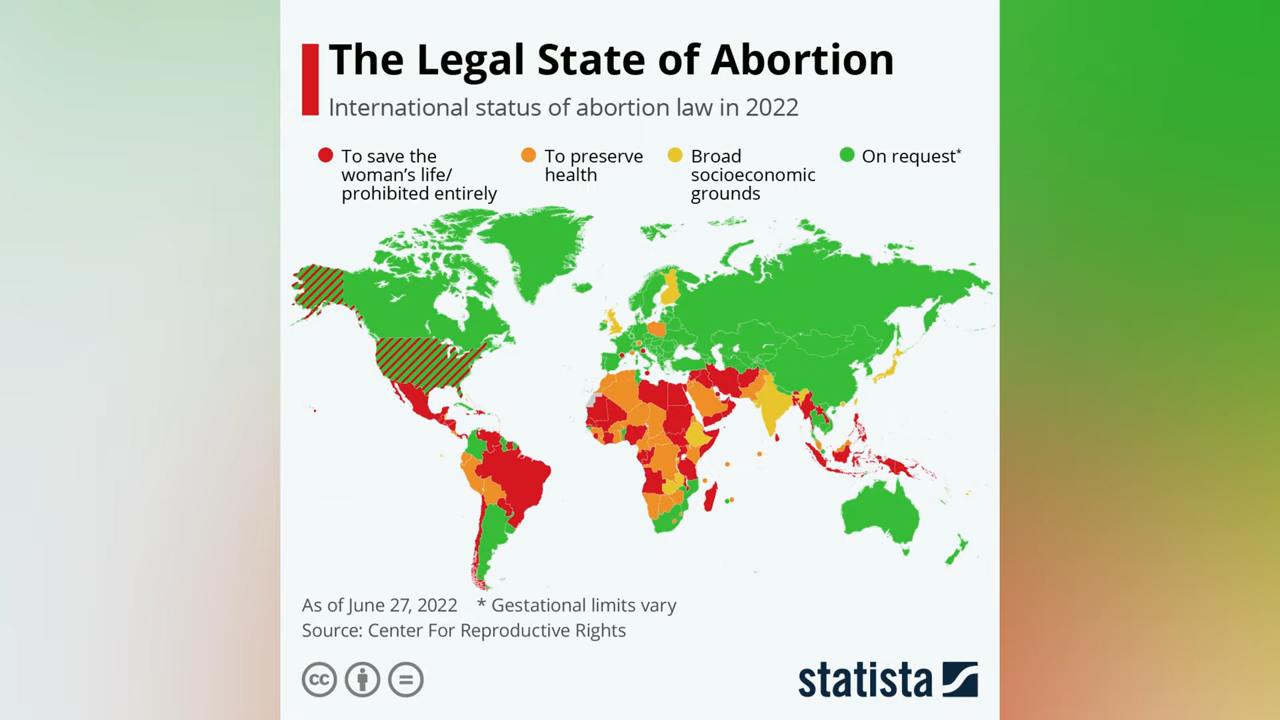 The Legal State of Abortion
International status of abortion law in 2022
To save the
woman's life/
prohibited entirely
To preserve
health
Broad
socioeconomic
grounds
On request*
As of June 27, 2022 * Gestational limits vary
Source: Center For Reproductive Rights
cc
statista